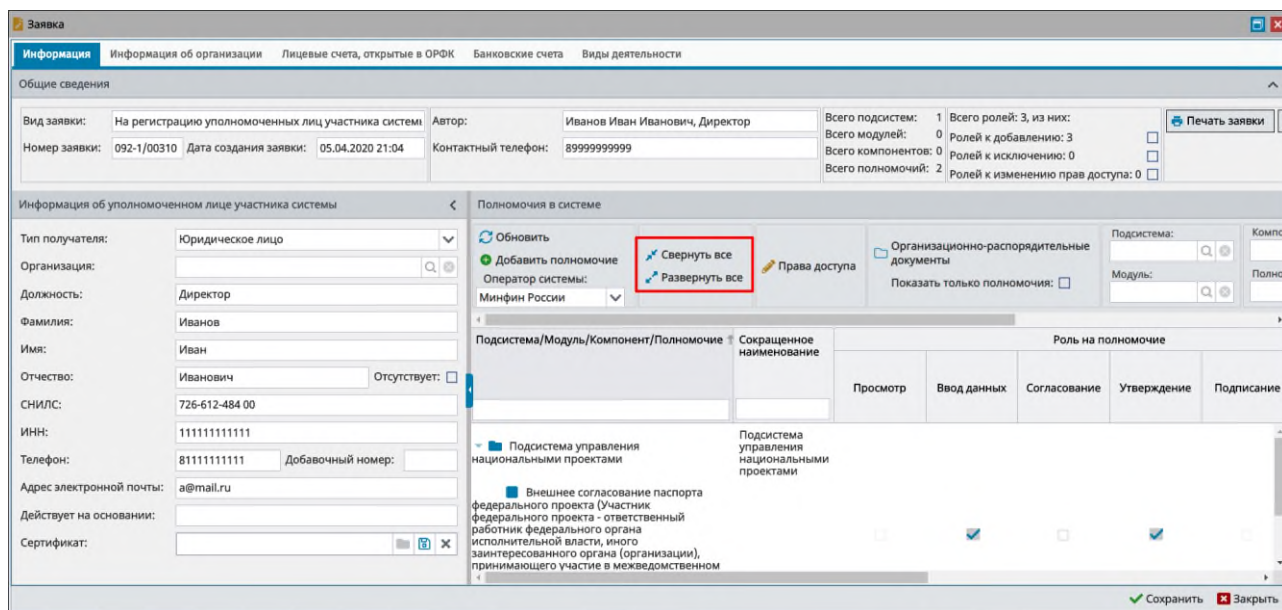 Заявка
Информация Информация об организации Лицевые счета, открытые в ОРФК Банковские счета Виды деятельности
Общие сведения
Вид заявки: На регистрацию уполномоченных лиц участника систем
Номер заявки: 092-1/00310 Дата создания заявки: 05.04.2020 21:04
Автор: Иванов Иван Иванович, Директор
Контактный телефон: 89999999999
Всего подсистем: 1
Всего модулей: 0
Всего компонентов: 0
Всего полномочий: 2
Всего ролей: 3, из них:
Ролей к добавлению: 3
Ролей к исключению: 0
Ролей к изменению прав доступа: 0
Печать заявки
Информация об уполномоченном лице участника системы
Тип получателя: Юридическое лицо
Организация:
Должность: Директор
Фамилия: Иванов
Имя: Иван
Отчество: Иванович Отсутствует:
СНИЛС: 726-612-484 00
ИНН: 111111111111
Телефон: 81111111111 Добавочный номер:
Адрес электронной почты: a@mail.ru
Действует на основании:
Сертификат:
Полномочия в системе
Обновить
Добавить полномочие
Оператор системы:
Минфин России
Свернуть все
Развернуть все
Права доступа
Организационно-распорядительные
документы
Показать только полномочия:
Подсистема:
Модуль:
Компо
Полно
Подсистема/Модуль/Компонент/Полномочие
Сокращенное
наименование
Роль на полномочие
Просмотр Ввод данных Согласование Утверждение Подписание
Подсистема управления
национальными проектами
Подсистема
управления
национальными
проектами
Внешнее согласование паспорта
федерального проекта (Участник
федерального проекта - ответственный
работник федерального органа
исполнительной власти, иного
заинтересованного органа (организации),
принимающего участие в межведомственном
Сохранить Закрыть